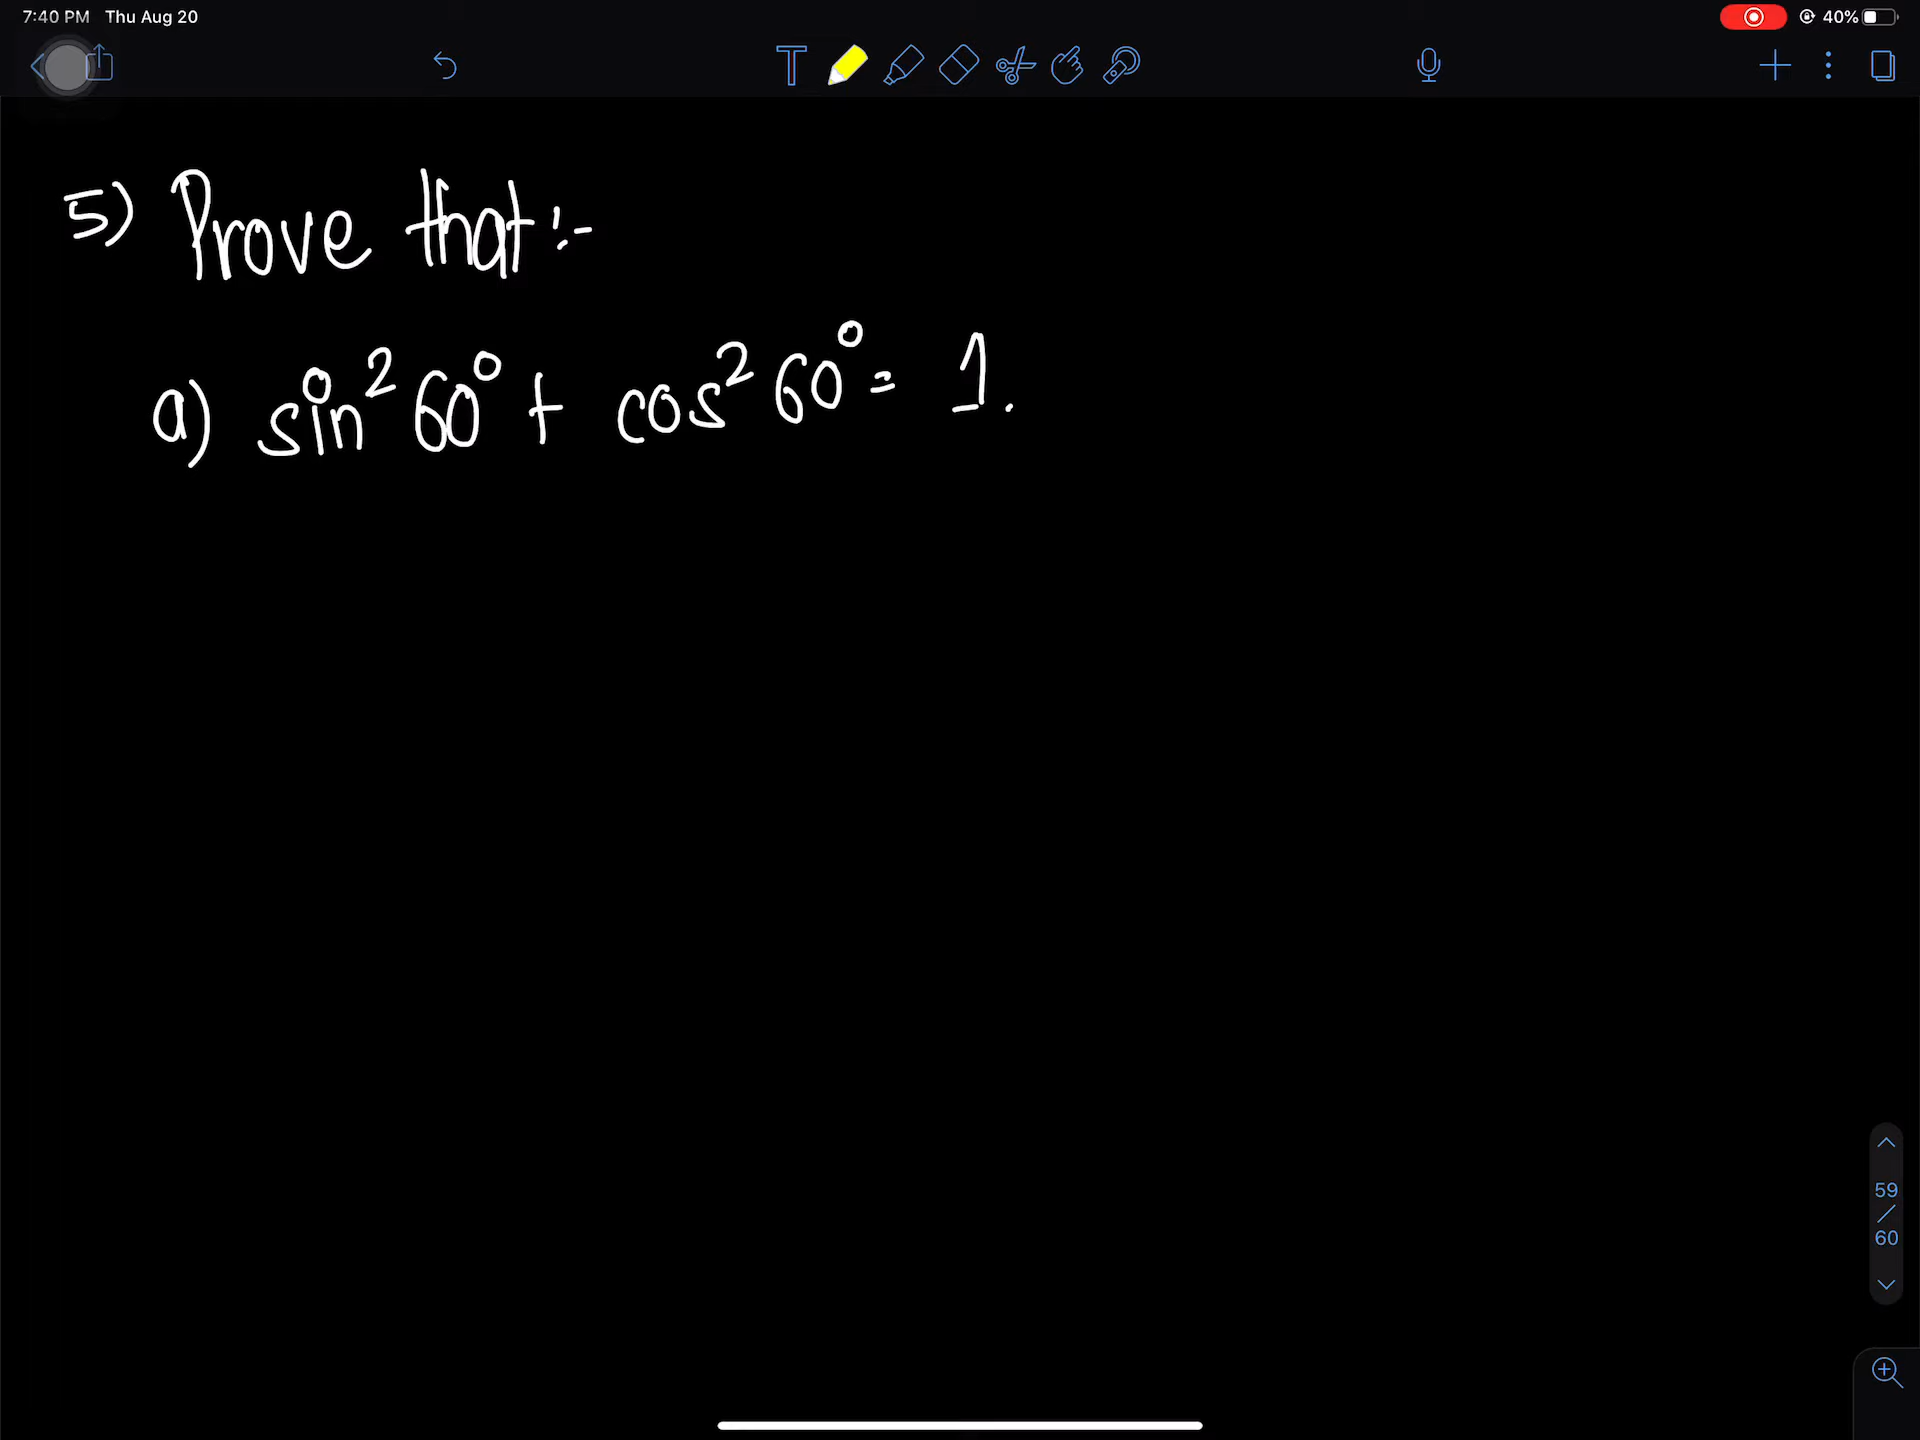 7:40 PM Thu Aug 20
40%
T
5) Prove that :-
a) sin² 60° + cos² 60° = 1.
59
/
60